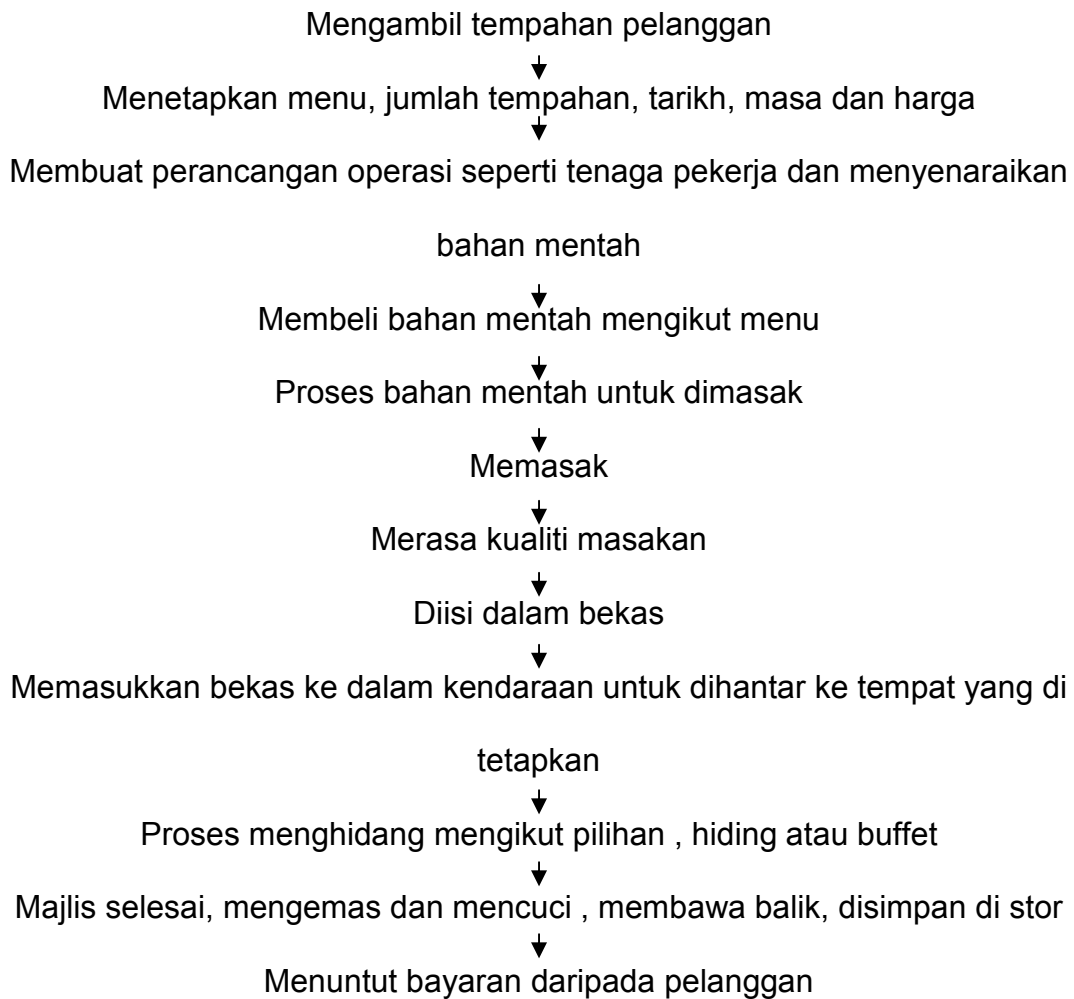 Mengambil tempahan pelanggan
Menetapkan menu, jumlah tempahan, tarikh, masa dan harga
Membuat perancangan operasi seperti tenaga pekerja dan menyenaraikan
bahan mentah
Membeli bahan mentah mengikut menu
Proses bahan mentah untuk dimasak
Memasak
Merasa kualiti masakan
Diisi dalam bekas
Memasukkan bekas ke dalam kendaraan untuk dihantar ke tempat yang di
tetapkan
Proses menghidang mengikut pilihan , hiding atau buffet
Majlis selesai, mengemas dan mencuci , membawa balik, disimpan di stor
Menuntut bayaran daripada pelanggan